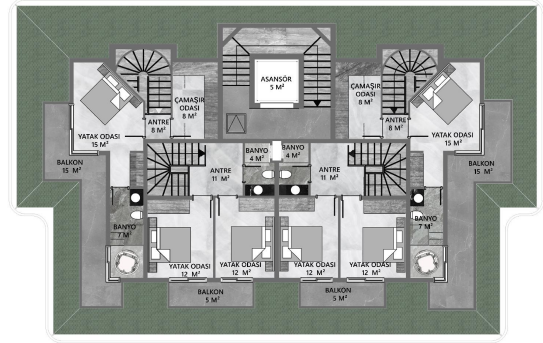 ASANSÖR
5 M²
ÇAMAŞIR
ODASI
8 M²
ÇAMAŞIR
ODASI
8 M²
ANTRE
8 M²
ANTRE
8 M²
YATAK ODASI
15 M²
YATAK ODASI
15 M²
BALKON
15 M²
BALKON
15 M²
BANYO
4 M²
BANYO
4 M²
ANTRE
11 M²
ANTRE
11 M²
BANYO
7 M²
BANYO
7 M²
YATAK ODASI
12 M²
YATAK ODASI
12 M²
YATAK ODASI
12 M²
YATAK ODASI
12 M²
BALKON
5 M²
BALKON
5 M²